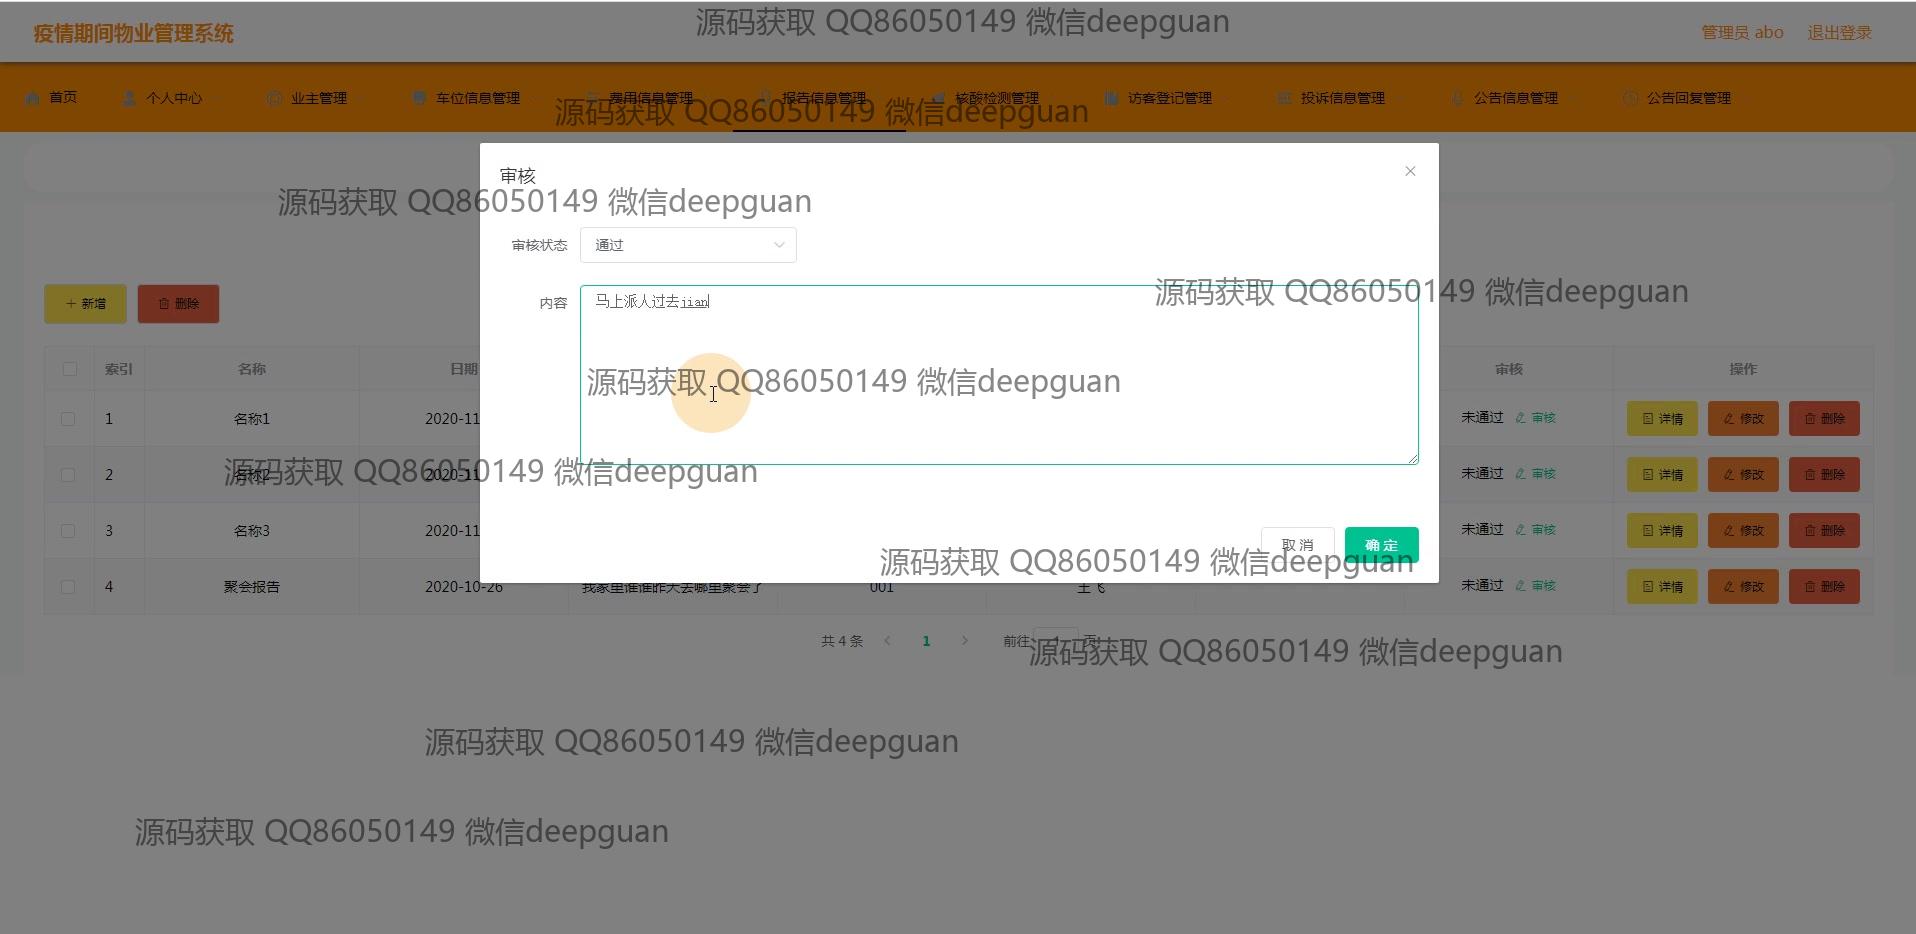 源码获取 QQ86050149 微信deepguan
疫情期间物业管理系统
管理员 abo 退出登录
首页 个人中心 业主管理 车位信息管理 费用信息管理 报告信息管理 核酸检测管理 访客登记管理 投诉信息管理 公告信息管理 公告回复管理
源码获取 QQ86050149 微信deepguan
审核
源码获取 QQ86050149 微信deepguan
审核状态 通过
内容 马上派人过去jian
源码获取 QQ86050149 微信deepguan
新增 删除
索引 名称 日期 审核 操作
源码获取 QQ86050149 微信deepguan
1 名称1 2020-11 未通过 审核 详情 修改 删除
源码获取 QQ86050149 微信deepguan
2 名称2 2020-11 未通过 审核 详情 修改 删除
3 名称3 2020-11 未通过 审核 详情 修改 删除
取消 确定
源码获取 QQ86050149 微信deepguan
4 聚会报告 2020-10-26 我家里谁谁昨天去哪里聚会了 001 王飞 未通过 审核 详情 修改 删除
共 4 条 1 前往 1 页
源码获取 QQ86050149 微信deepguan
源码获取 QQ86050149 微信deepguan
源码获取 QQ86050149 微信deepguan